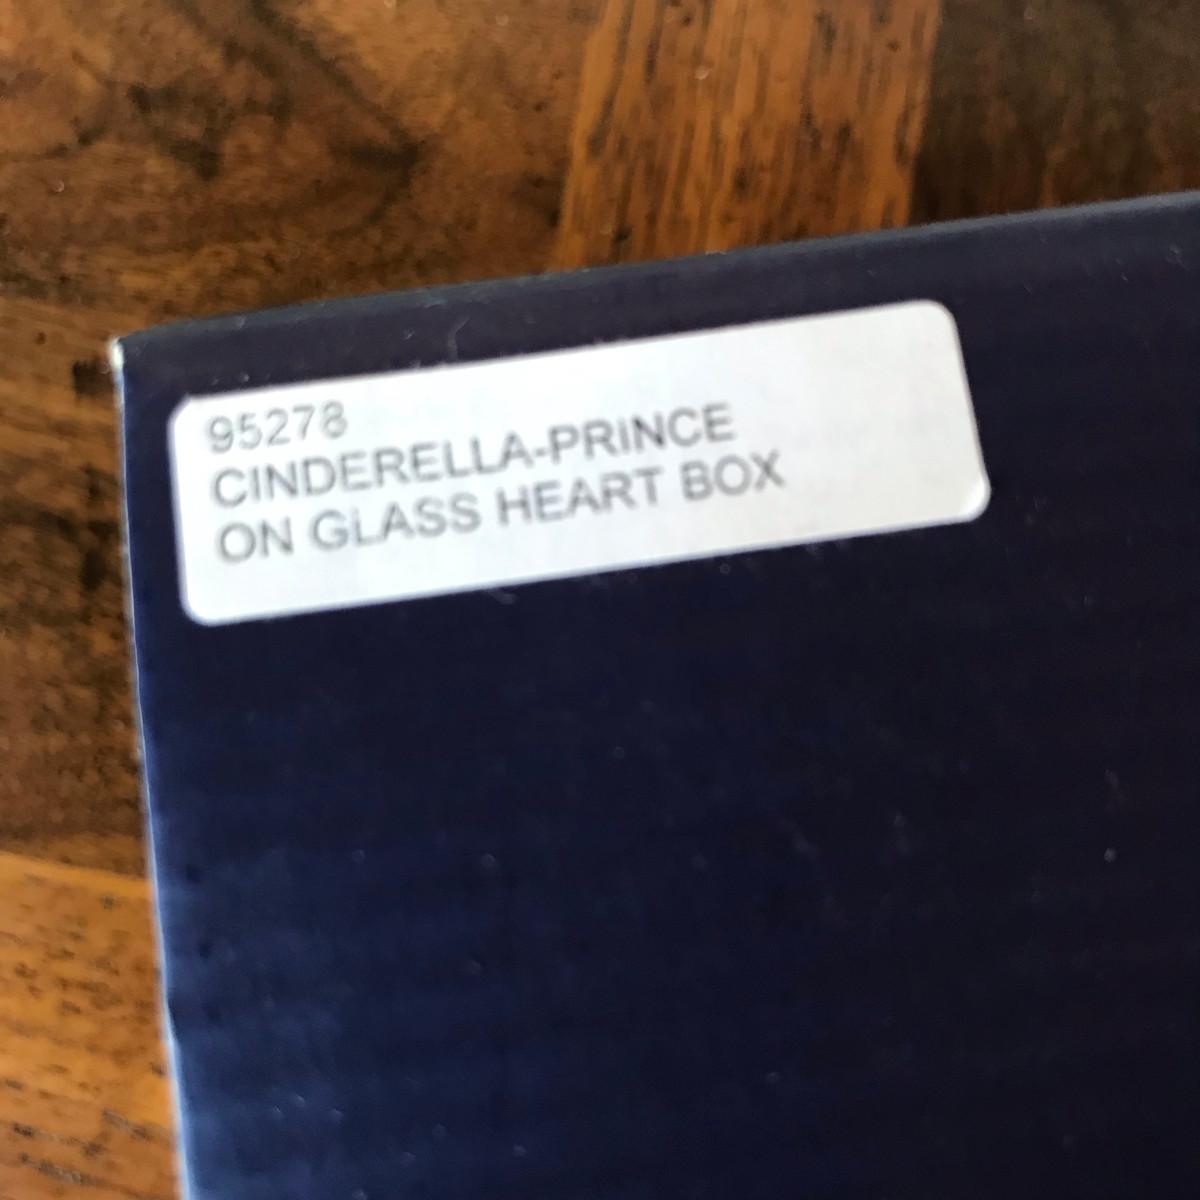 95278
CINDERELLA-PRINCE
ON GLASS HEART BOX